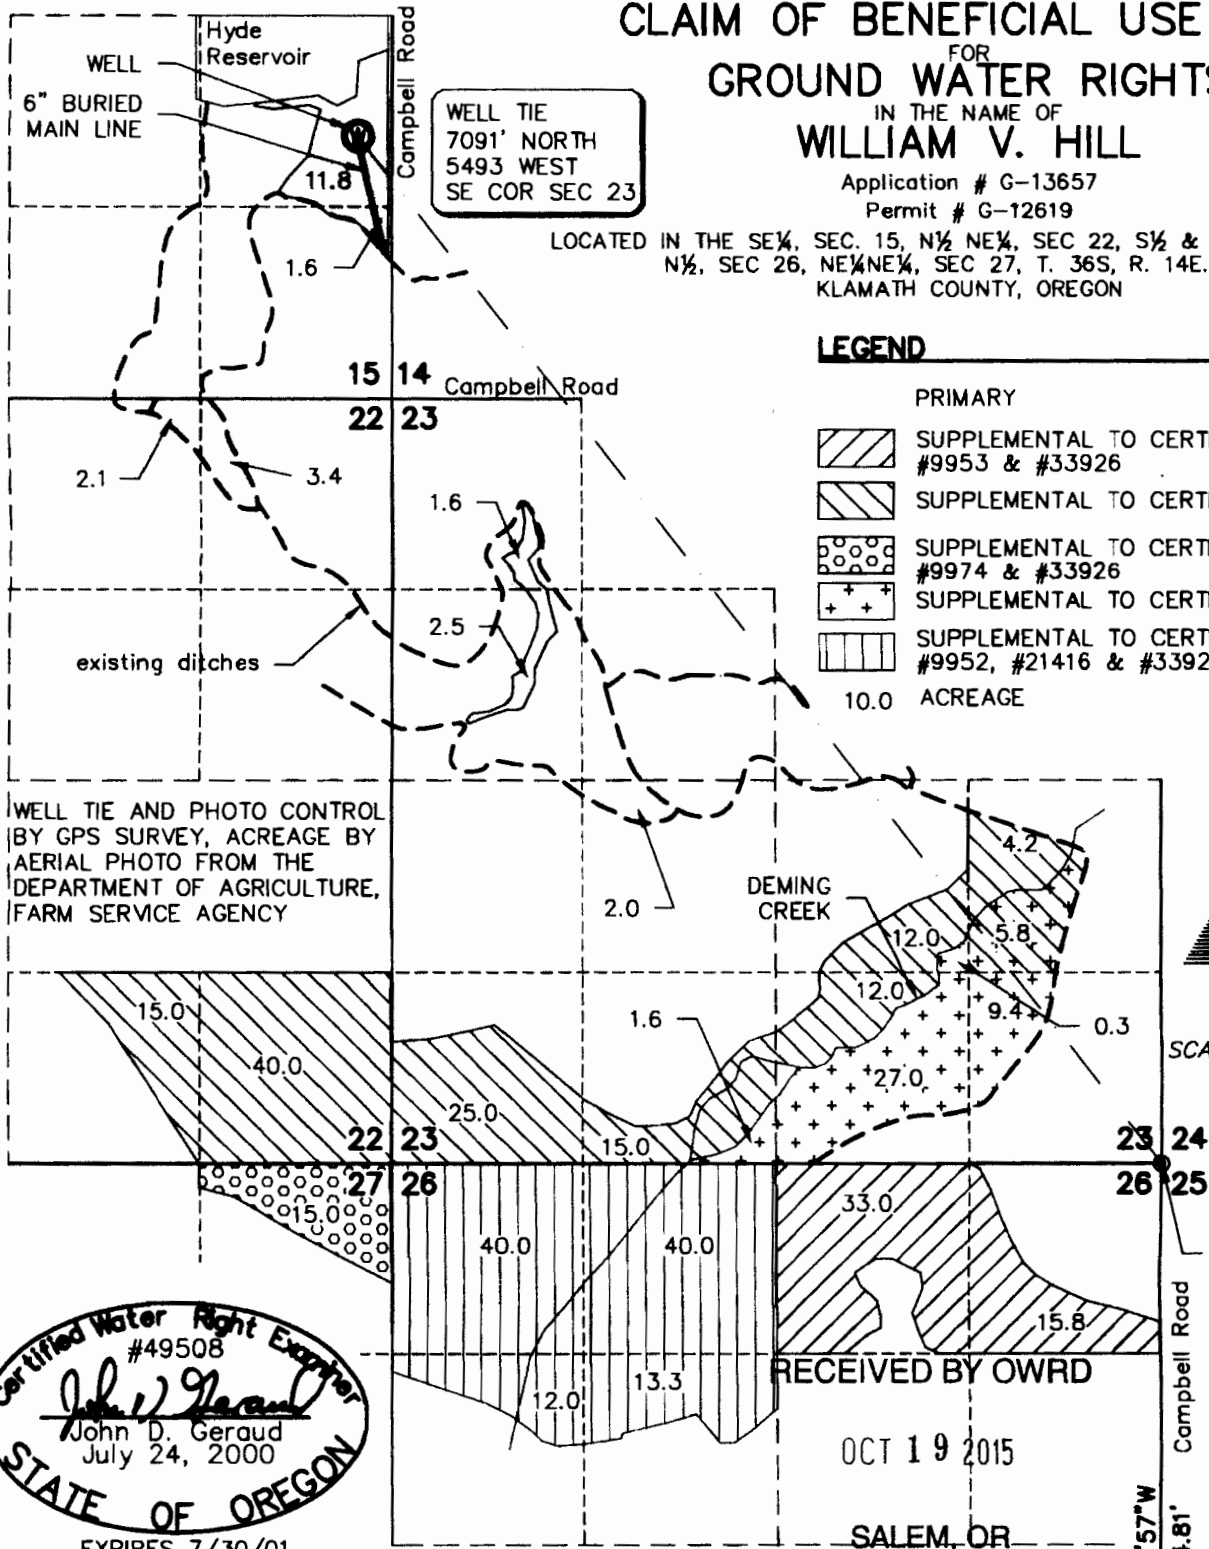 CLAIM OF BENEFICIAL USE
FOR
GROUND WATER RIGHTS
IN THE NAME OF
WILLIAM V. HILL
Application # G-13657
Permit # G-12619
LOCATED IN THE SE¼, SEC. 15, N½ NE¼, SEC 22, S½ &
N½, SEC 26, NE¼NE¼, SEC 27, T. 36S, R. 14E.
KLAMATH COUNTY, OREGON
Hyde
Reservoir
WELL
6" BURIED
MAIN LINE
Campbell Road
WELL TIE
7091' NORTH
5493 WEST
SE COR SEC 23
11.8
1.6
15 14
Campbell Road
22 23
LEGEND
PRIMARY
SUPPLEMENTAL TO CERT
#9953 & #33926
SUPPLEMENTAL TO CERT
SUPPLEMENTAL TO CERT
#9974 & #33926
SUPPLEMENTAL TO CERT
SUPPLEMENTAL TO CERT
#9952, #21416 & #3392
10.0 ACREAGE
2.1
3.4
1.6
2.5
existing ditches
WELL TIE AND PHOTO CONTROL
BY GPS SURVEY, ACREAGE BY
AERIAL PHOTO FROM THE
DEPARTMENT OF AGRICULTURE,
FARM SERVICE AGENCY
2.0
DEMING
CREEK
4.2
12.0
5.8
12.0
9.4
0.3
1.6
27.0
SCA
15.0
40.0
25.0
15.0
22 23
27 26
23 24
26 25
15.0
40.0
40.0
33.0
15.8
12.0
13.3
Campbell Road
RECEIVED BY OWRD
OCT 19 2015
SALEM, OR
Certified Water Right Examiner
#49508
John D. Geraud
John D. Geraud
July 24, 2000
STATE OF OREGON
EXPIRES 7/30/01
'57"W
4.81'